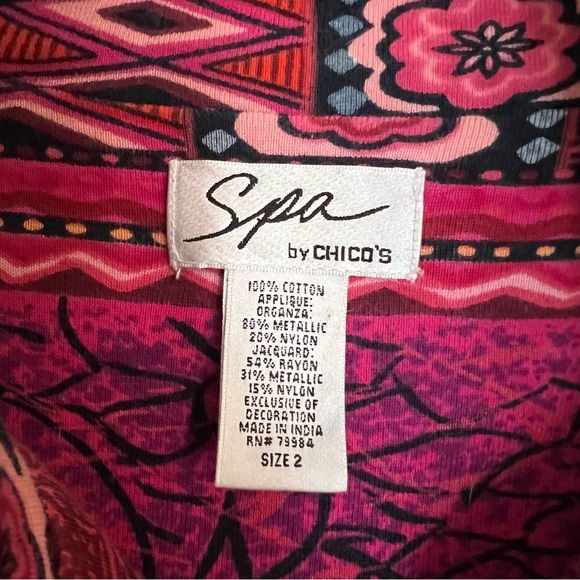 Spa
by CHICO'S
100% COTTON
APPLIQUE:
ORGANZA:
80% METALLIC
20% NYLON
JACQUARD:
54% RAYON
31% METALLIC
15% NYLON
EXCLUSIVE OF
DECORATION
MADE IN INDIA
RN# 79984
SIZE 2